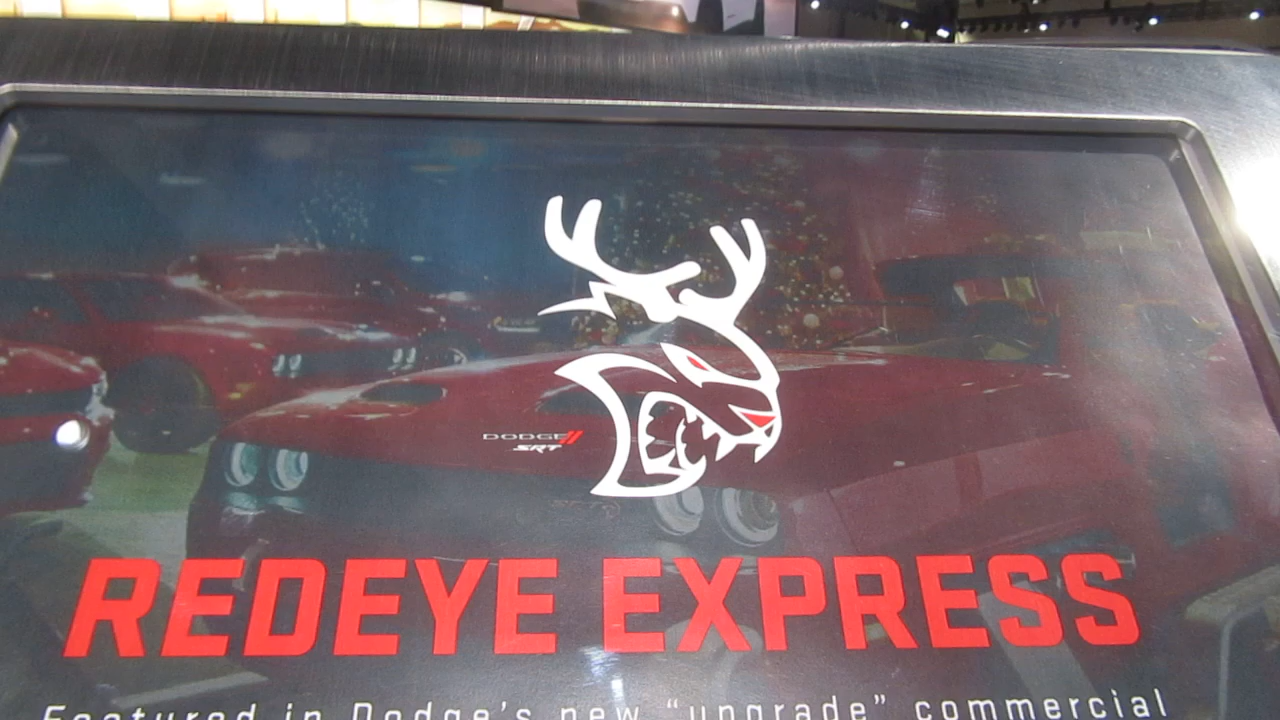 DODGE//
SRT
REDEYE EXPRESS
Featured in Dodge's new "upgrade" commercial